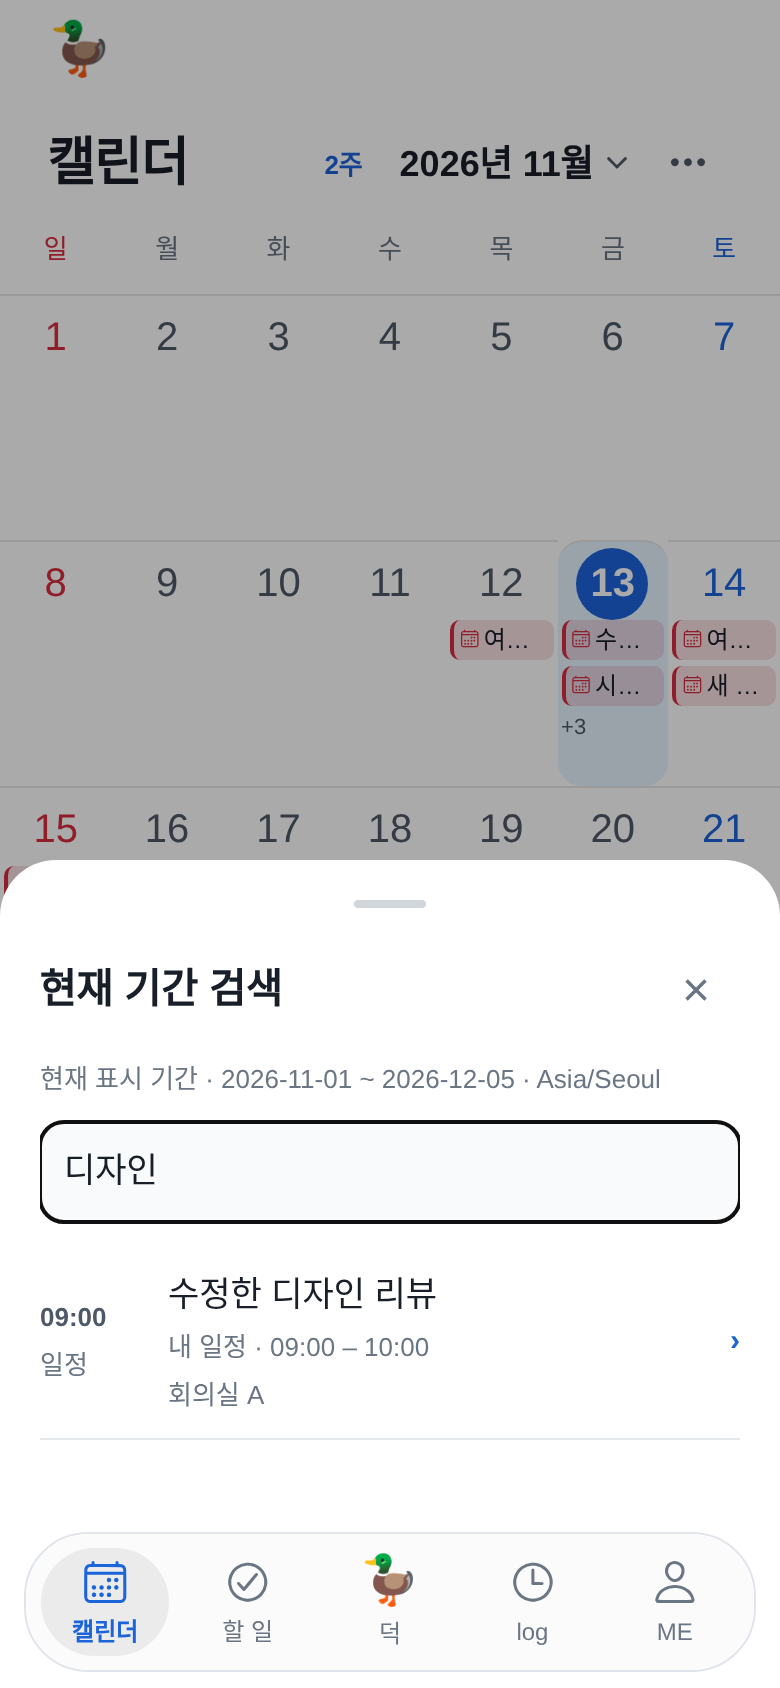 캘린더 2주 2026년 11월
일 월 화 수 목 금 토
1 2 3 4 5 6 7
8 9 10 11 12 13 14
여... 수... 여...
시... 새 ...
+3
15 16 17 18 19 20 21
현재 기간 검색
현재 표시 기간 · 2026-11-01 ~ 2026-12-05 · Asia/Seoul
디자인
09:00
일정
수정한 디자인 리뷰
내 일정 · 09:00 – 10:00
회의실 A
캘린더 할 일 덕 log ME